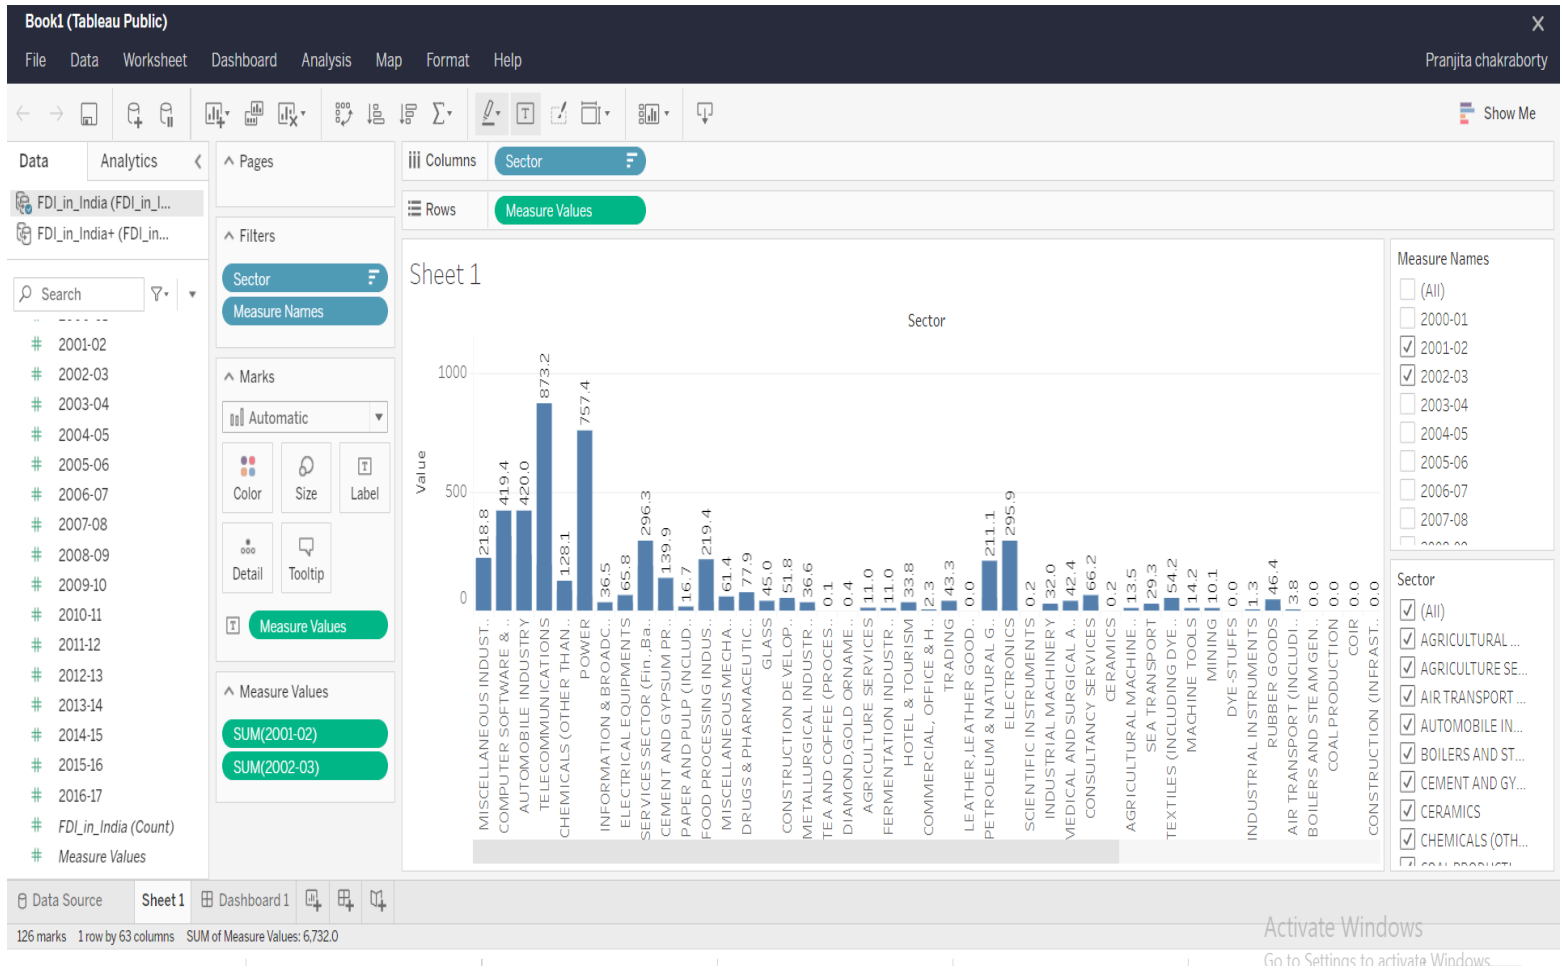 Book1 (Tableau Public)
File Data Worksheet Dashboard Analysis Map Format Help
Pranjita chakraborty
Show Me
Data Analytics
FDI_in_India (FDI_in_I...
FDI_in_India+ (FDI_in...
Search
2001-02
2002-03
2003-04
2004-05
2005-06
2006-07
2007-08
2008-09
2009-10
2010-11
2011-12
2012-13
2013-14
2014-15
2015-16
2016-17
FDI_in_India (Count)
Measure Values
Pages
Filters
Sector
Measure Names
Marks
Automatic
Color Size Label
Detail Tooltip
Measure Values
Measure Values
SUM(2001-02)
SUM(2002-03)
Columns Sector
Rows Measure Values
Sheet 1
Sector
Value
1000
500
0
218.8
419.4
420.0
873.2
128.1
757.4
36.5
65.8
296.3
139.9
16.7
219.4
61.4
77.9
45.0
51.8
36.6
0.1
0.4
11.0
11.0
33.8
2.3
43.3
0.0
211.1
295.9
0.2
32.0
42.4
66.2
0.2
13.5
29.3
54.2
14.2
10.1
0.0
1.3
46.4
3.8
0.0
0.0
0.0
0.0
MISCELLANEOUS INDUST..
COMPUTER SOFTWARE & ..
AUTOMOBILE INDUSTRY
TELECOMMUNICATIONS
CHEMICALS (OTHER THAN..
POWER
INFORMATION & BROADC..
ELECTRICAL EQUIPMENTS
SERVICES SECTOR (Fin.,Ba..
CEMENT AND GYPSUM PR..
PAPER AND PULP (INCLUD..
FOOD PROCESSING INDUS..
MISCELLANEOUS MECHA..
DRUGS & PHARMACEUTIC..
GLASS
CONSTRUCTION DEVELOP..
METALLURGICAL INDUSTR..
TEA AND COFFEE (PROCES..
DIAMOND,GOLD ORNAME..
AGRICULTURE SERVICES
FERMENTATION INDUSTR..
HOTEL & TOURISM
COMMERCIAL, OFFICE & H..
TRADING
LEATHER,LEATHER GOOD..
PETROLEUM & NATURAL G..
ELECTRONICS
SCIENTIFIC INSTRUMENTS
INDUSTRIAL MACHINERY
MEDICAL AND SURGICAL A..
CONSULTANCY SERVICES
CERAMICS
AGRICULTURAL MACHINE..
SEA TRANSPORT
TEXTILES (INCLUDING DYE..
MACHINE TOOLS
MINING
DYE-STUFFS
INDUSTRIAL INSTRUMENTS
RUBBER GOODS
AIR TRANSPORT (INCLUDI..
BOILERS AND STEAM GEN..
COAL PRODUCTION
COIR
CONSTRUCTION (INFRAST..
Measure Names
(All)
2000-01
2001-02
2002-03
2003-04
2004-05
2005-06
2006-07
2007-08
Sector
(All)
AGRICULTURAL ...
AGRICULTURE SE...
AIR TRANSPORT ...
AUTOMOBILE IN...
BOILERS AND ST...
CEMENT AND GY...
CERAMICS
CHEMICALS (OTH...
Data Source Sheet 1 Dashboard 1
126 marks 1 row by 63 columns SUM of Measure Values: 6,732.0
Activate Windows
Go to Settings to activate Windows.